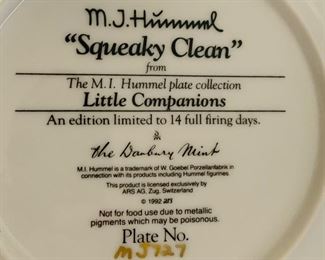 M.J. Hummel
"Squeaky Clean"
from
The M. I. Hummel plate collection
Little Companions
An edition limited to 14 full firing days.
the Danbury Mint
M.I. Hummel is a trademark of W. Goebel Porzellanfabrik in
connection with its products including Hummel figurines.
This product is licensed exclusively by
ARS AG, Zug, Switzerland
© 1992
Not for food use due to metallic
pigments which may be poisonous.
Plate No.
MJ727